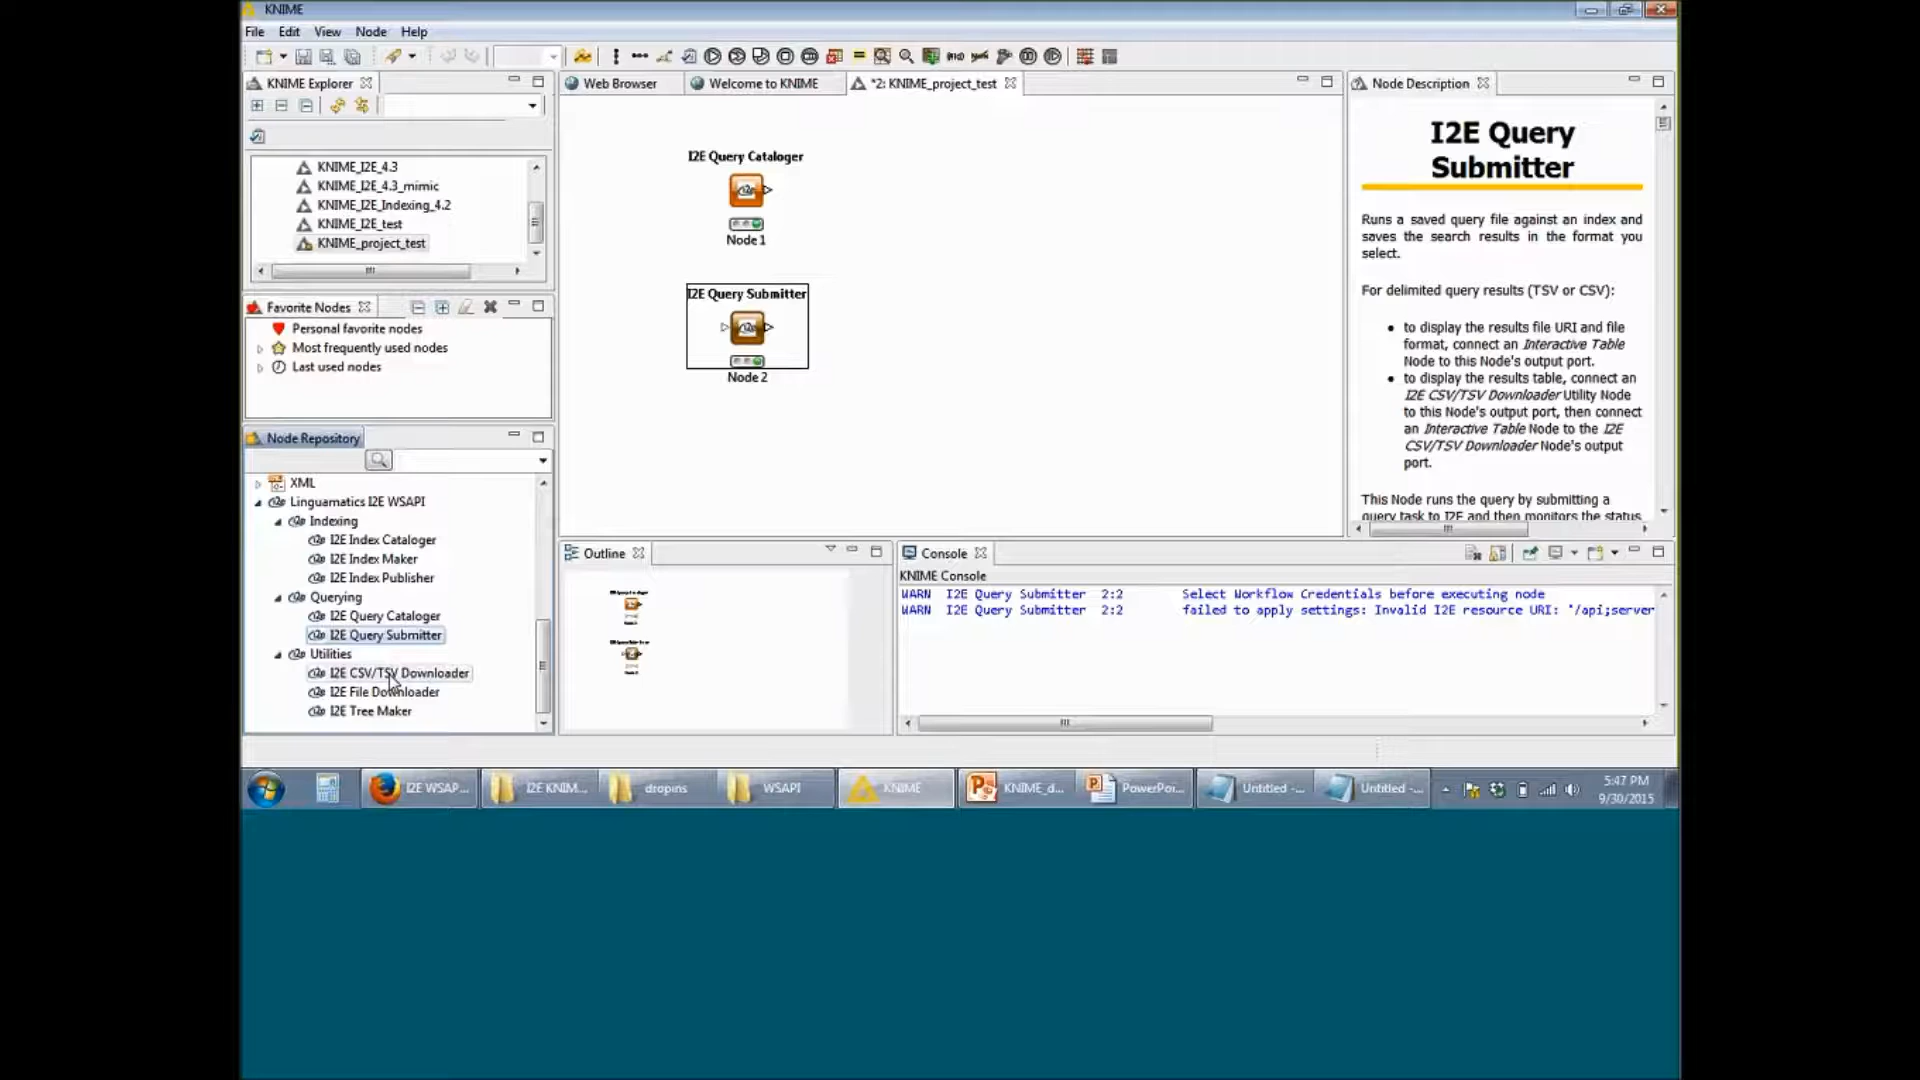 KNIME
File Edit View Node Help
KNIME Explorer
Web Browser
Welcome to KNIME
*2: KNIME_project_test
Node Description
KNIME_I2E_4.3
KNIME_I2E_4.3_mimic
KNIME_I2E_Indexing_4.2
KNIME_I2E_test
KNIME_project_test
Favorite Nodes
Personal favorite nodes
Most frequently used nodes
Last used nodes
Node Repository
XML
Linguamatics I2E WSAPI
Indexing
I2E Index Cataloger
I2E Index Maker
I2E Index Publisher
Querying
I2E Query Cataloger
I2E Query Submitter
Utilities
I2E CSV/TSV Downloader
I2E File Downloader
I2E Tree Maker
I2E Query Cataloger
Node 1
I2E Query Submitter
Node 2
I2E Query
Submitter
Runs a saved query file against an index and
saves the search results in the format you
select.
For delimited query results (TSV or CSV):
• to display the results file URI and file
format, connect an Interactive Table
Node to this Node's output port.
• to display the results table, connect an
I2E CSV/TSV Downloader Utility Node
to this Node's output port, then connect
an Interactive Table Node to the I2E
CSV/TSV Downloader Node's output
port.
This Node runs the query by submitting a
query task to I2E and then monitors the status
Outline
Console
KNIME Console
WARN I2E Query Submitter 2:2 Select Workflow Credentials before executing node
WARN I2E Query Submitter 2:2 failed to apply settings: Invalid I2E resource URI: '/api;server
I2E WSAP...
I2E KNIM...
dropins
WSAPI
KNIME
KNIME_d...
PowerPoi...
Untitled -...
Untitled -...
5:47 PM
9/30/2015